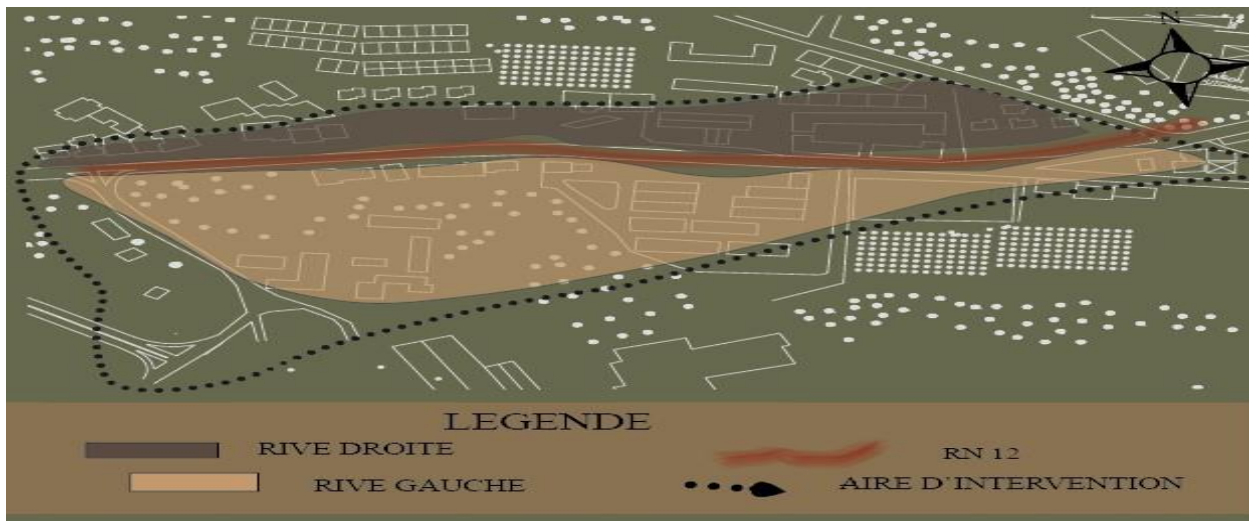 N
LEGENDE
RIVE DROITE
RN 12
RIVE GAUCHE
AIRE D'INTERVENTION